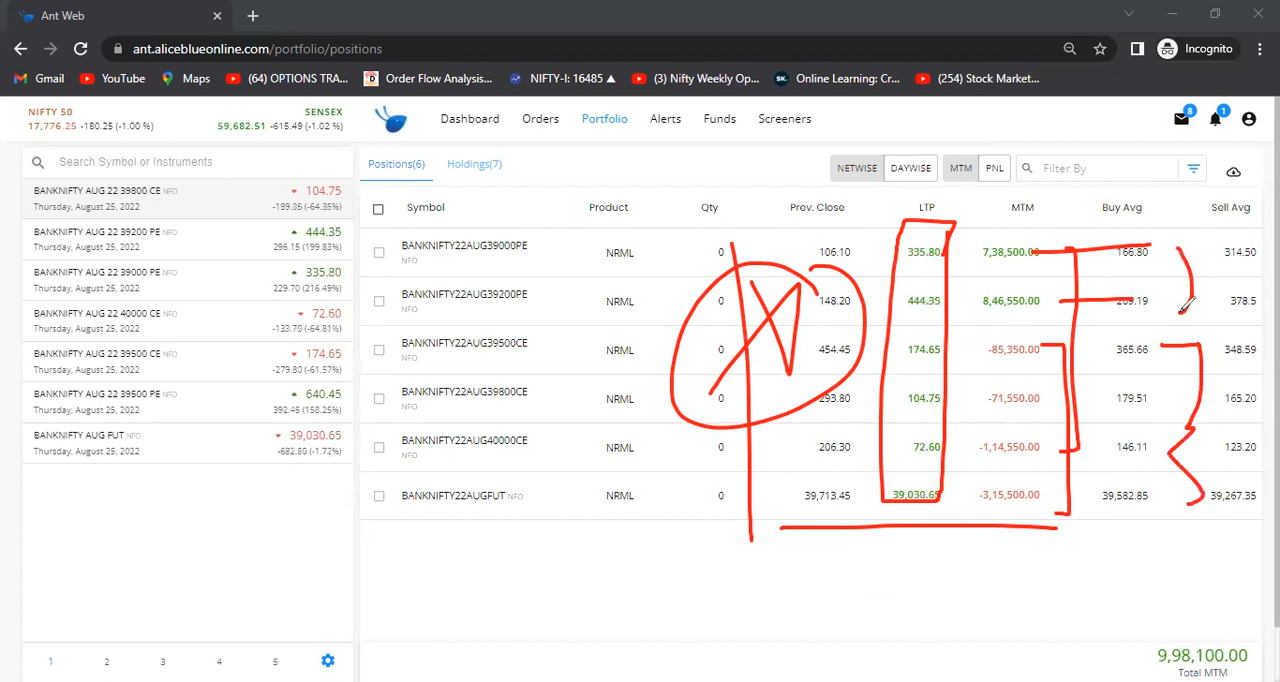 Ant Web
ant.aliceblueonline.com/portfolio/positions
Incognito
Gmail YouTube Maps (64) OPTIONS TRA... Order Flow Analysis... NIFTY-I: 16485 ▲ (3) Nifty Weekly Op... Online Learning: Cr... (254) Stock Market...
NIFTY 50 SENSEX
17,776.25 -180.25 (-1.00 %) 59,682.51 -615.49 (-1.02 %)
Portfolio Orders Alerts Funds Screeners
8 1
Search Symbol or Instruments
BANKNIFTY AUG 22 39800 CE NFO 104.75
Thursday, August 25, 2022 -189.05 (-64.35%)
BANKNIFTY AUG 22 39200 PE NFO 444.35
Thursday, August 25, 2022 296.15 (199.83%)
BANKNIFTY AUG 22 39000 PE NFO 335.80
Thursday, August 25, 2022 229.70 (216.49%)
BANKNIFTY AUG 22 40000 CE NFO 72.60
Thursday, August 25, 2022 -133.70 (-64.81%)
BANKNIFTY AUG 22 39500 CE NFO 174.65
Thursday, August 25, 2022 -279.80 (-61.57%)
BANKNIFTY AUG 22 39500 PE NFO 640.45
Thursday, August 25, 2022 392.45 (158.25%)
BANKNIFTY AUG FUT NFO 39,030.65
Thursday, August 25, 2022 -682.80 (-1.72%)
1 2 3 4 5
Positions(6) Holdings(7)
NETWISE DAYWISE MTM PNL Filter By
Symbol Product Qty Prev. Close LTP MTM Buy Avg Sell Avg
BANKNIFTY22AUG39000PE NRML 0 106.10 335.80 7,38,500.00 166.80 314.50
NFO
BANKNIFTY22AUG39200PE NRML 0 148.20 444.35 8,46,550.00 209.19 378.5
NFO
BANKNIFTY22AUG39500CE NRML 0 454.45 174.65 -85,350.00 365.66 348.59
NFO
BANKNIFTY22AUG39800CE NRML 0 293.80 104.75 -71,550.00 179.51 165.20
NFO
BANKNIFTY22AUG40000CE NRML 0 206.30 72.60 -1,14,550.00 146.11 123.20
NFO
BANKNIFTY22AUGFUT NFO NRML 0 39,713.45 39,030.65 -3,15,500.00 39,582.85 39,267.35
9,98,100.00
Total MTM